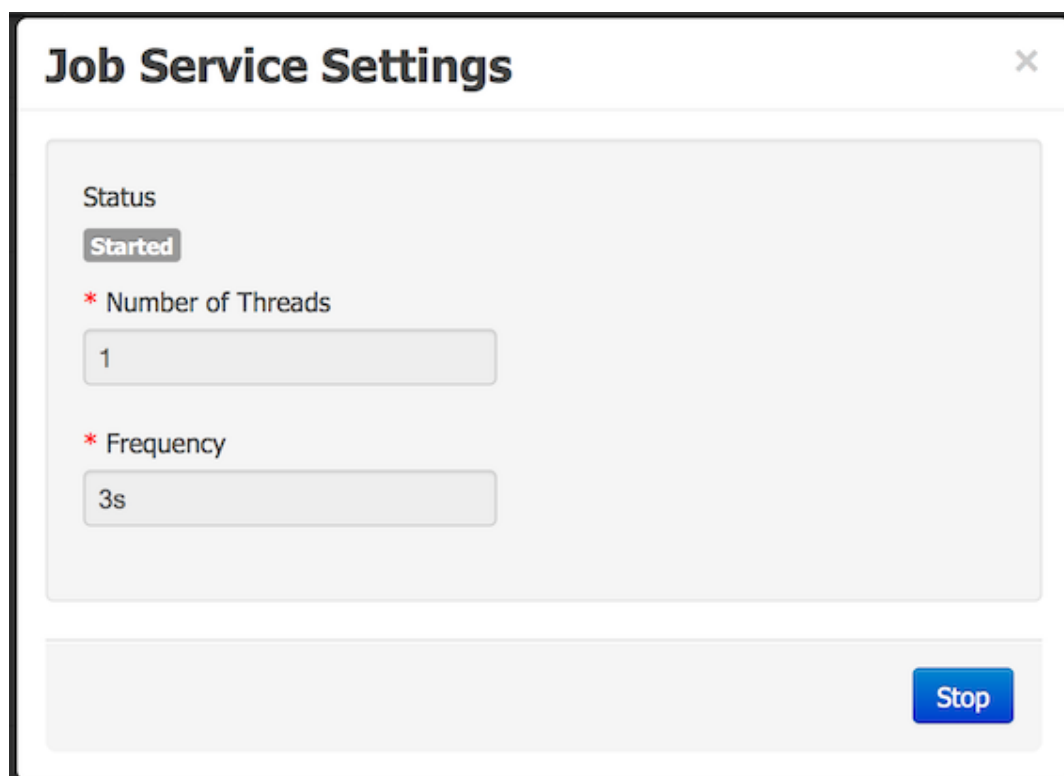 Job Service Settings
×
Status
Started
* Number of Threads
1
* Frequency
3s
Stop